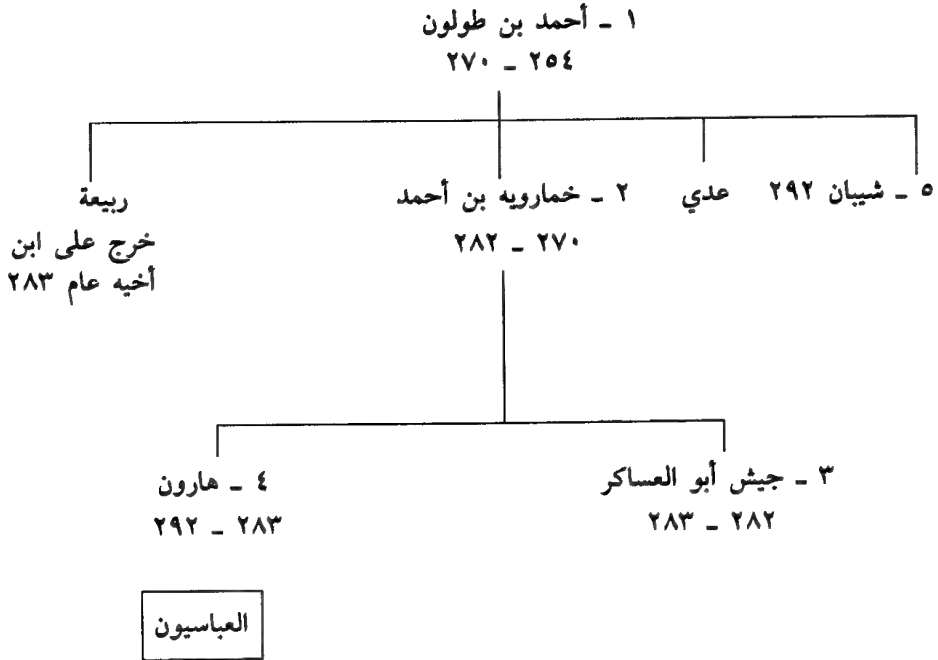 ١ ـ أحمد بن طولون
٢٥٤ ـ ٢٧٠
٥ ـ شيبان ٢٩٢
عدي
٢ ـ خمارويه بن أحمد
٢٧٠ ـ ٢٨٢
ربيعة
خرج على ابن
أخيه عام ٢٨٣
٣ ـ جيش أبو العساكر
٢٨٢ ـ ٢٨٣
٤ ـ هارون
٢٨٣ ـ ٢٩٢
العباسيون